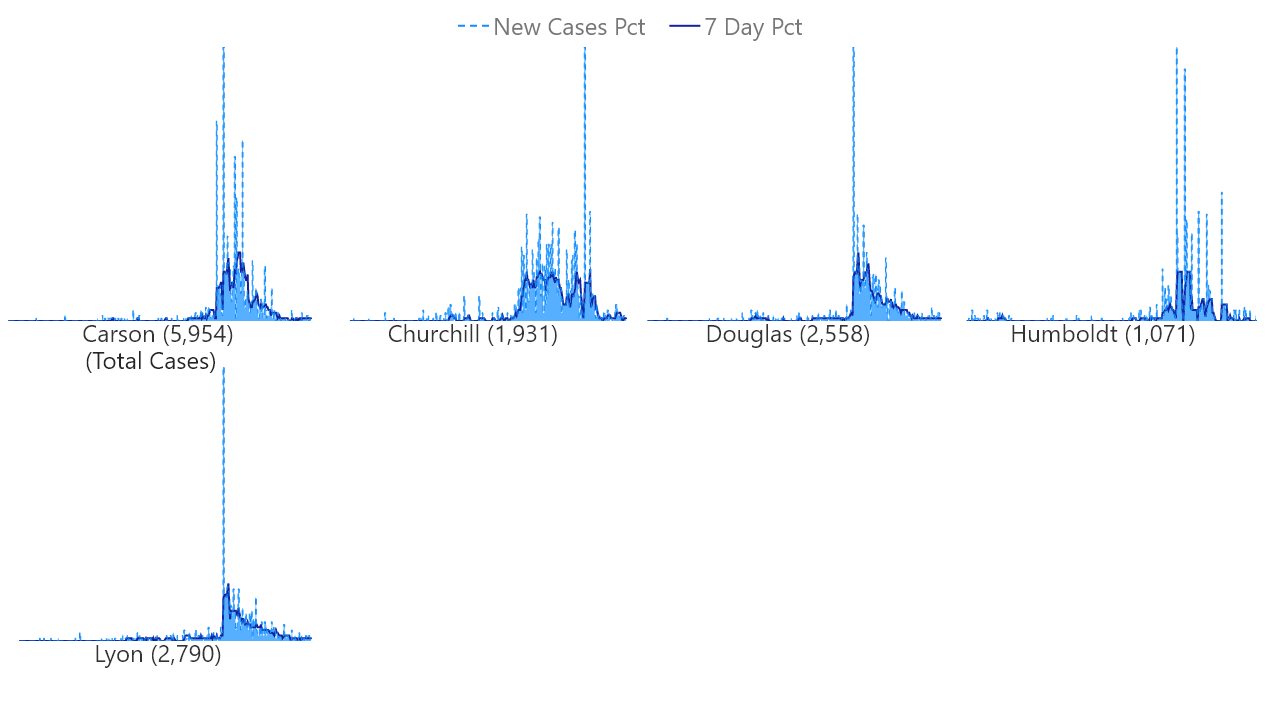 New Cases Pct 7 Day Pct
Carson (5,954)
(Total Cases)
Churchill (1,931)
Douglas (2,558)
Humboldt (1,071)
Lyon (2,790)